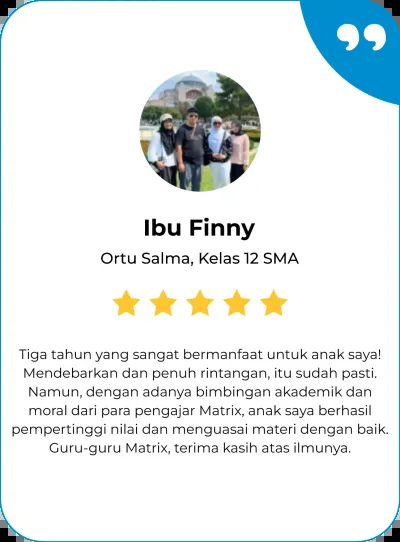 Ibu Finny
Ortu Salma, Kelas 12 SMA
Tiga tahun yang sangat bermanfaat untuk anak saya!
Mendebarkan dan penuh rintangan, itu sudah pasti.
Namun, dengan adanya bimbingan akademik dan
moral dari para pengajar Matrix, anak saya berhasil
pempertinggi nilai dan menguasai materi dengan baik.
Guru-guru Matrix, terima kasih atas ilmunya.